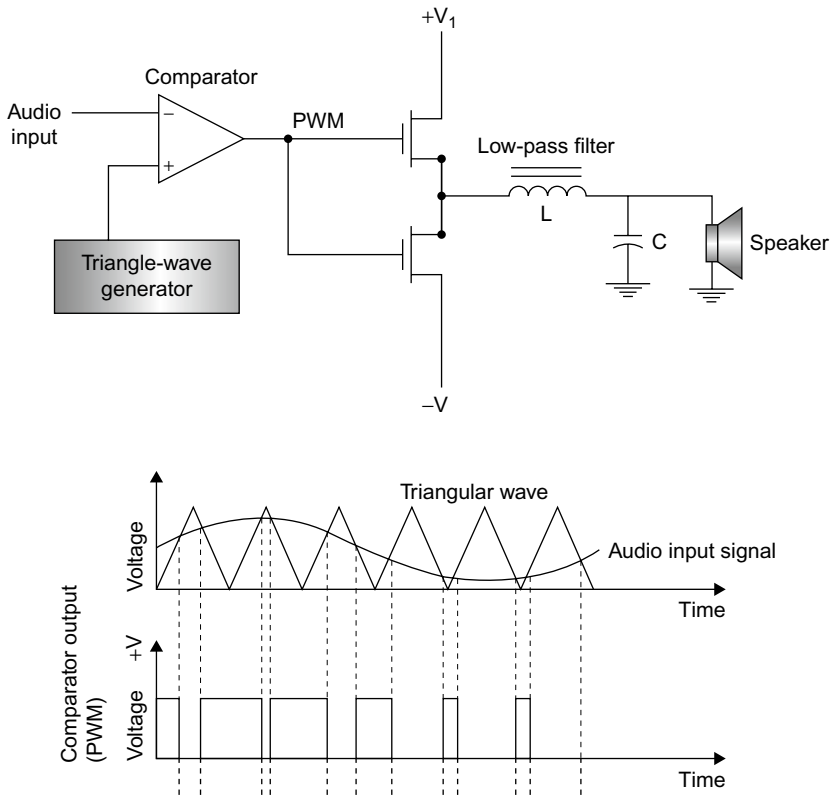 +V₁
Comparator
Audio
input
−
+
PWM
Low-pass filter
L
C
Speaker
Triangle-wave
generator
−V
Voltage
Triangular wave
Audio input signal
Time
Comparator output
(PWM)
Voltage
+V
Time